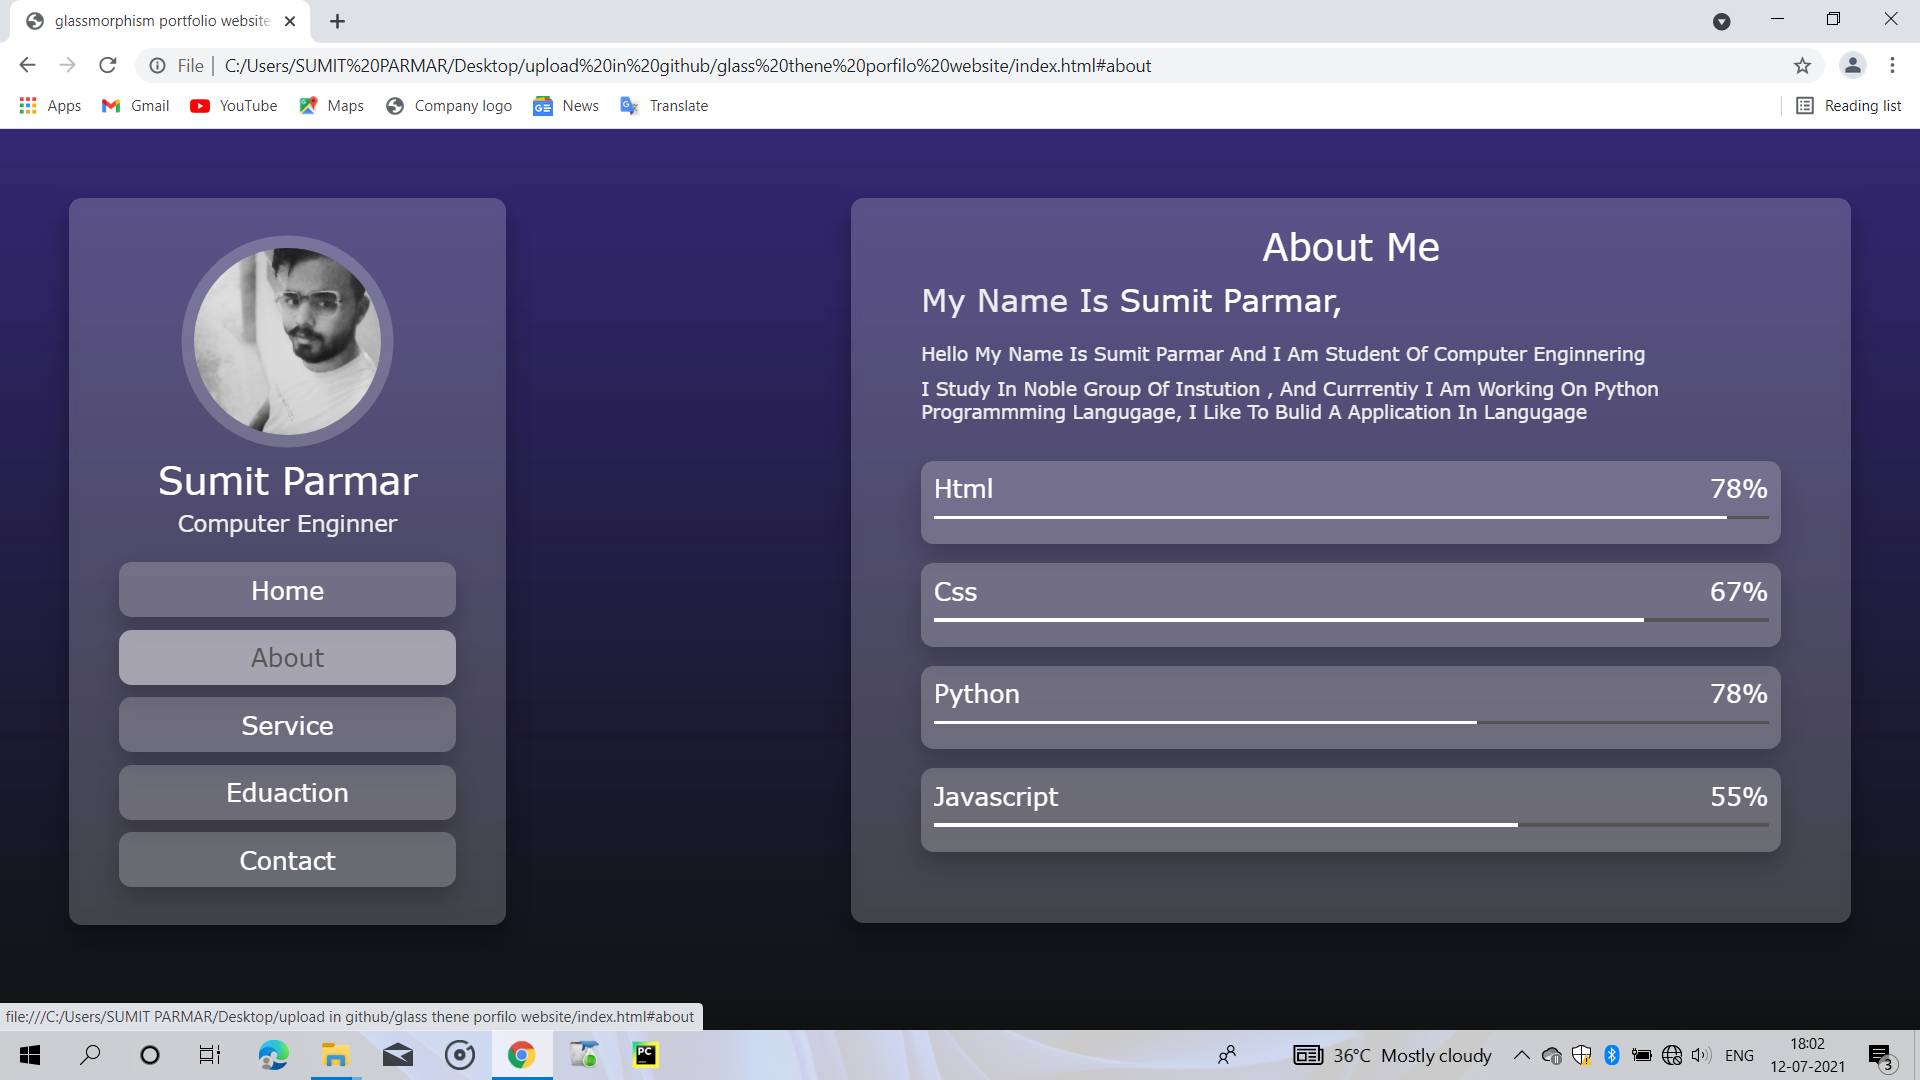 glassmorphism portfolio website
File
C:/Users/SUMIT%20PARMAR/Desktop/upload%20in%20github/glass%20thene%20porfilo%20website/index.html#about
Apps
Gmail
YouTube
Maps
Company logo
News
Translate
Reading list
Sumit Parmar
Computer Enginner
Home
About
Service
Eduaction
Contact
About Me
My Name Is Sumit Parmar,
Hello My Name Is Sumit Parmar And I Am Student Of Computer Enginnering
I Study In Noble Group Of Instution , And Currrentiy I Am Working On Python
Programmming Langugage, I Like To Bulid A Application In Langugage
Html 78%
Css 67%
Python 78%
Javascript 55%
file:///C:/Users/SUMIT PARMAR/Desktop/upload in github/glass thene porfilo website/index.html#about
PC
36°C Mostly cloudy
ENG
18:02
12-07-2021
3